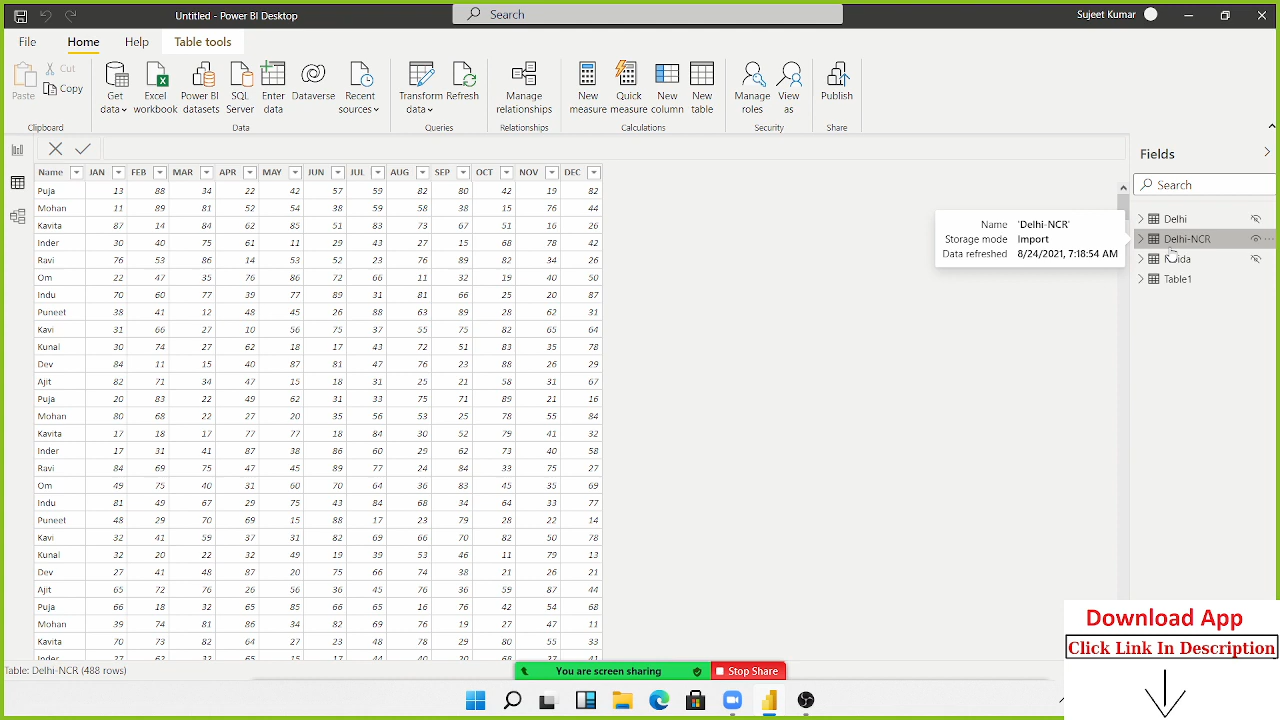 Untitled - Power BI Desktop
Search
Sujeet Kumar
File Home Help Table tools
Paste Cut Copy
Get data Excel workbook Power BI datasets SQL Server Enter data Dataverse Recent sources
Transform data Refresh
Manage relationships
New measure Quick measure New column New table
Manage roles View as
Publish
Clipboard Data Queries Relationships Calculations Security Share
Name JAN FEB MAR APR MAY JUN JUL AUG SEP OCT NOV DEC
Puja 13 88 34 22 42 57 59 82 80 42 19 82
Mohan 11 89 81 52 54 38 59 58 38 15 76 44
Kavita 87 14 84 62 85 75 83 73 67 51 16 26
Inder 30 40 75 61 11 29 43 27 15 68 78 42
Ravi 76 53 86 14 53 52 23 76 89 82 34 26
Om 22 47 35 76 86 72 66 11 32 19 40 50
Indu 70 60 77 39 77 89 31 81 66 25 20 87
Puneet 38 41 12 48 45 26 88 63 89 28 62 31
Kavi 31 66 27 10 56 75 37 55 75 82 65 64
Kunal 30 74 27 62 18 17 43 72 51 83 35 78
Dev 84 11 15 40 87 81 47 76 23 88 26 29
Ajit 82 71 34 47 15 18 31 25 21 58 31 67
Puja 20 83 22 49 62 31 33 75 71 89 21 16
Mohan 80 68 22 27 20 35 56 53 25 78 55 84
Kavita 17 18 17 77 77 18 84 30 52 79 41 32
Inder 17 31 41 87 38 86 60 29 62 73 40 58
Ravi 84 69 75 47 45 89 77 24 84 33 75 27
Om 49 75 40 31 60 70 64 36 83 45 35 69
Indu 81 49 67 29 75 43 84 68 34 64 33 77
Puneet 48 29 70 69 15 88 17 23 79 28 22 14
Kavi 32 41 59 37 31 82 69 66 70 82 50 78
Kunal 32 20 22 32 49 19 39 53 46 11 79 13
Dev 27 41 48 87 20 75 66 74 38 21 26 21
Ajit 65 72 76 26 56 36 45 76 36 59 87 44
Puja 66 18 32 65 85 66 65 16 76 42 54 68
Mohan 39 74 81 86 34 82 69 76 27 47 11
Kavita 70 73 82 64 27 23 48 78 29 80 55 33
Inder
Name 'Delhi-NCR'
Storage mode Import
Data refreshed 8/24/2021, 7:18:54 AM
Fields
Search
Delhi
Delhi-NCR
Table1
Table: Delhi-NCR (488 rows)
You are screen sharing
Stop Share
Download App
Click Link In Description